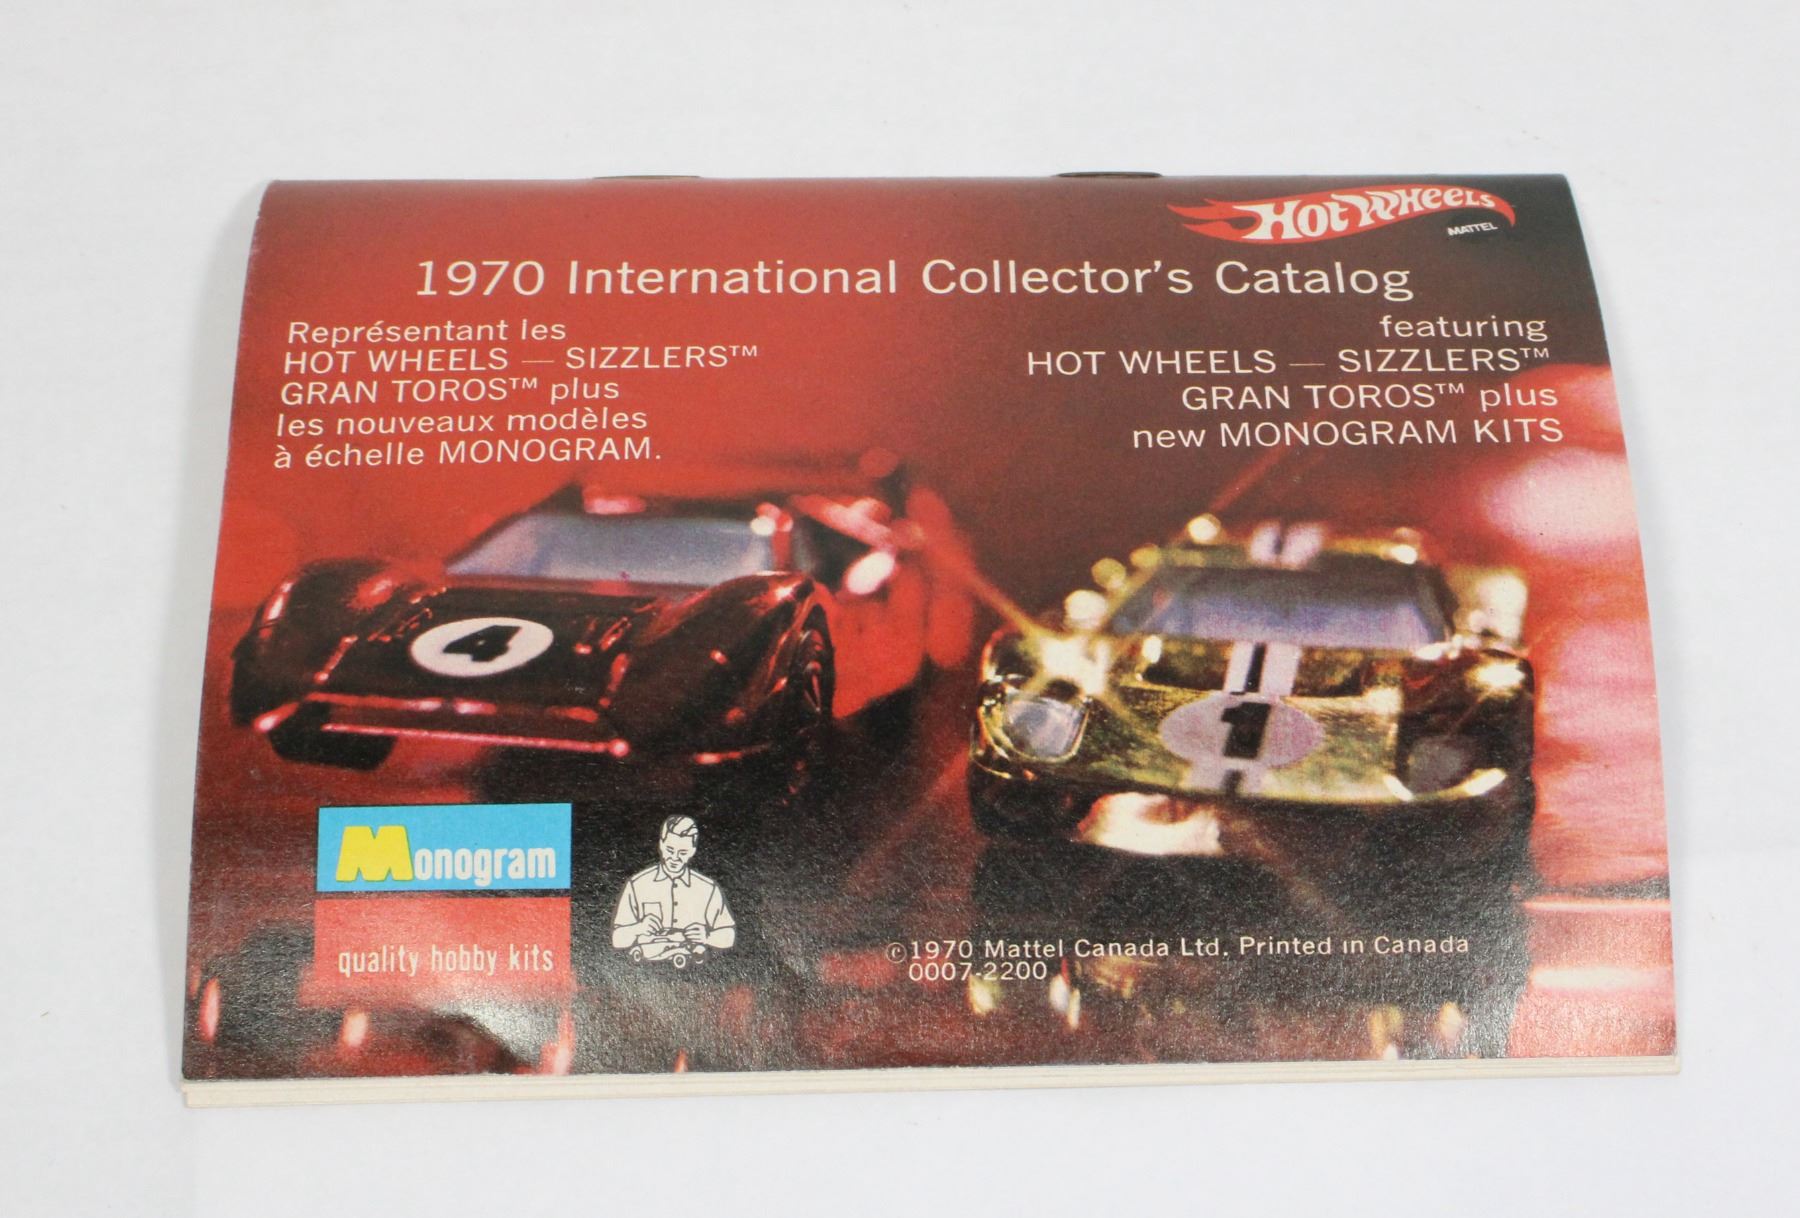 HOT WHEELS
MATTEL
1970 International Collector's Catalog
Représentant les
HOT WHEELS — SIZZLERS™
GRAN TOROS™ plus
les nouveaux modèles
à échelle MONOGRAM.
featuring
HOT WHEELS — SIZZLERS™
GRAN TOROS™ plus
new MONOGRAM KITS
4
1
Monogram
quality hobby kits
©1970 Mattel Canada Ltd. Printed in Canada
0007-2200